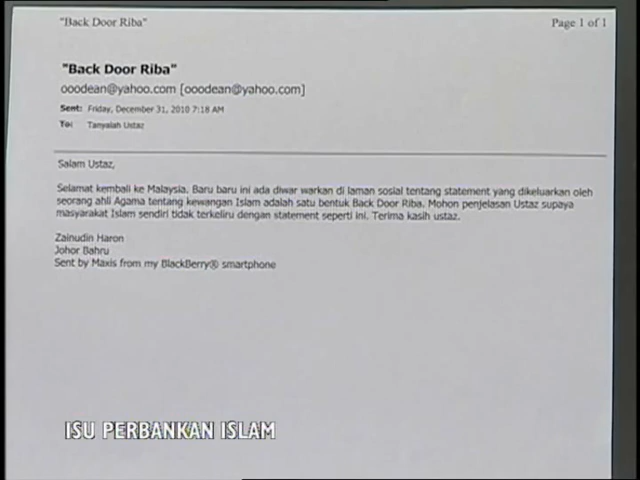 "Back Door Riba"
Page 1 of 1
"Back Door Riba"
ooodean@yahoo.com [ooodean@yahoo.com]
Sent: Friday, December 31, 2010 7:18 AM
To: Tanyalah Ustaz
Salam Ustaz,
Selamat kembali ke Malaysia. Baru baru ini ada diwar warkan di laman sosial tentang statement yang dikeluarkan oleh
seorang ahli Agama tentang kewangan Islam adalah satu bentuk Back Door Riba. Mohon penjelasan Ustaz supaya
masyarakat Islam sendiri tidak terkeliru dengan statement seperti ini. Terima kasih ustaz.
Zainudin Haron
Johor Bahru
Sent by Maxis from my BlackBerry® smartphone
ISU PERBANKAN ISLAM